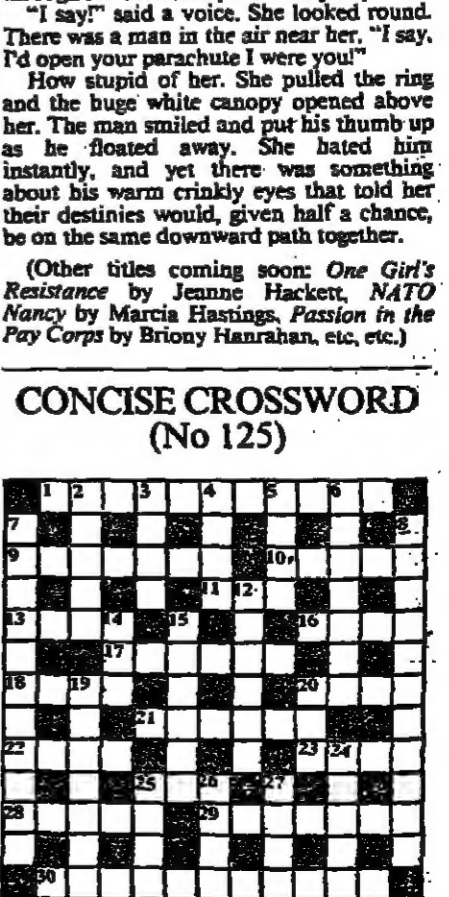 "I say!" said a voice. She looked round.
There was a man in the air near her. "I say,
I'd open your parachute I were you!"
How stupid of her. She pulled the ring
and the huge white canopy opened above
her. The man smiled and put his thumb up
as he floated away. She hated him
instantly, and yet there was something
about his warm crinkly eyes that told her
their destinies would, given half a chance,
be on the same downward path together.
(Other titles coming soon: One Girl's
Resistance by Jeanne Hackett, NATO
Nancy by Marcia Hastings, Passion in the
Pay Corps by Briony Hanrahan, etc, etc.)
CONCISE CROSSWORD
(No 125)
1 2 3 4 5 6
7 8
9 10
11 12
13 14 15 16
17
18 19 20
21
22 23 24
25 26 27
28 29
30